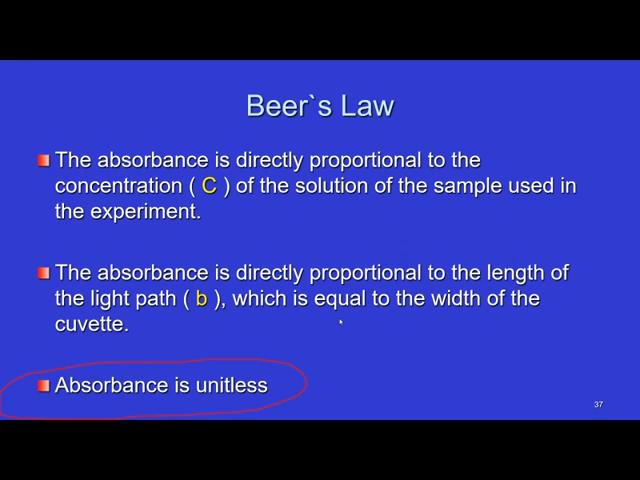 Beer`s Law
The absorbance is directly proportional to the
concentration ( C ) of the solution of the sample used in
the experiment.
The absorbance is directly proportional to the length of
the light path ( b ), which is equal to the width of the
cuvette.
Absorbance is unitless
37